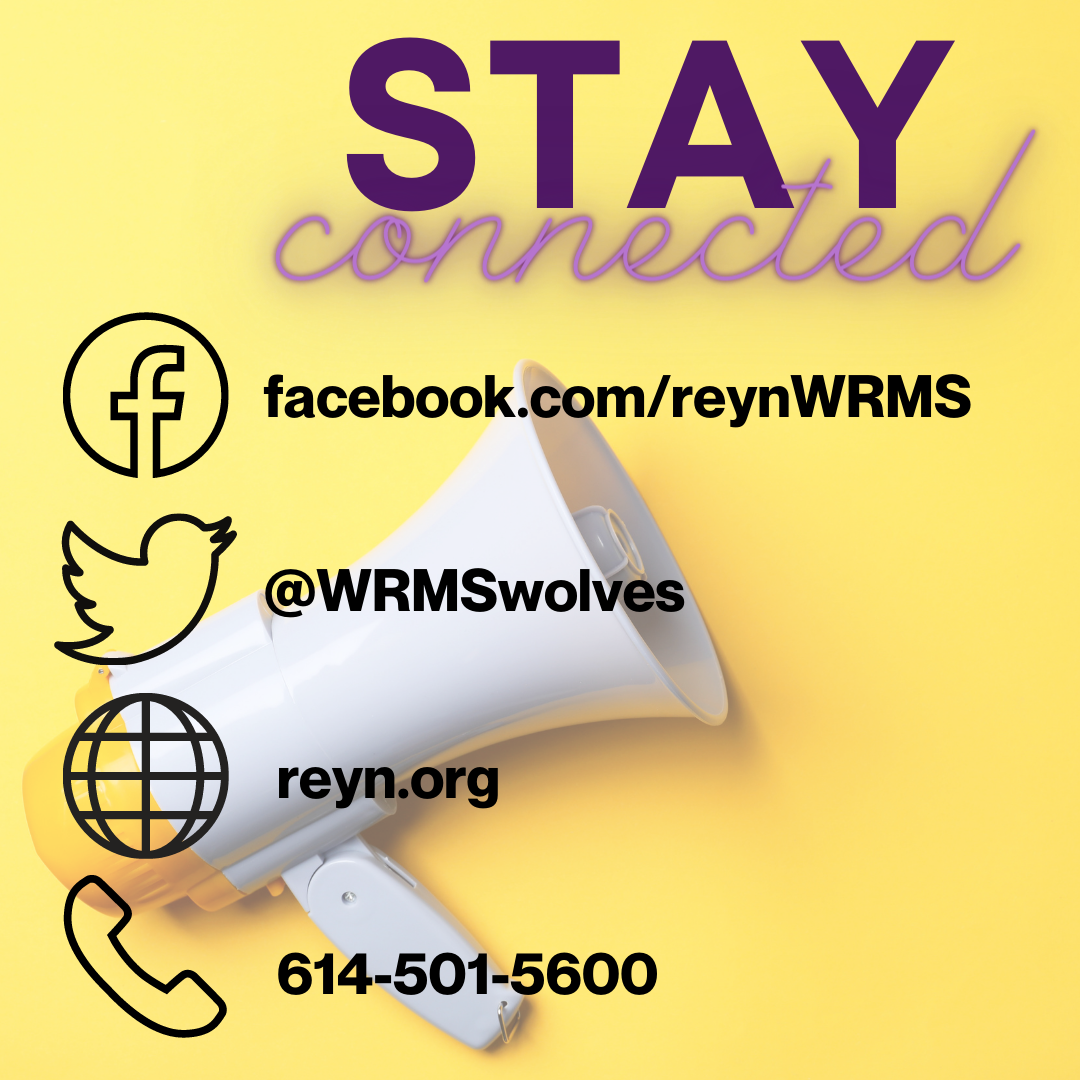 STAY
connected
facebook.com/reynWRMS
@WRMSwolves
reyn.org
614-501-5600